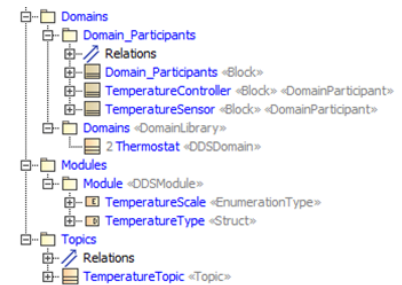 Domains
Domain_Participants
Relations
Domain_Participants «Block»
TemperatureController «Block» «DomainParticipant»
TemperatureSensor «Block» «DomainParticipant»
Domains «DomainLibrary»
2 Thermostat «DDSDomain»
Modules
Module «DDSModule»
E TemperatureScale «EnumerationType»
D TemperatureType «Struct»
Topics
Relations
TemperatureTopic «Topic»